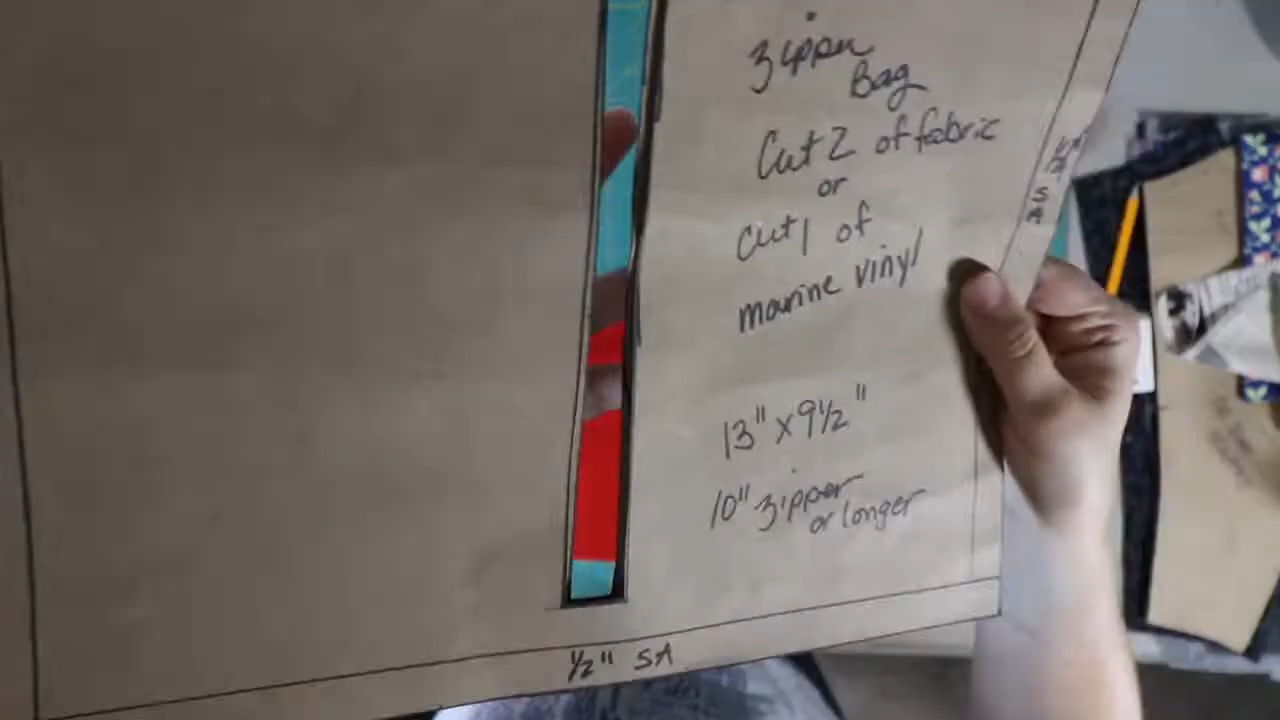 zipper
Bag
Cut 2 of fabric
or
cut 1 of
marine vinyl
13" x 9½"
10" zipper
or longer
½" SA
SA